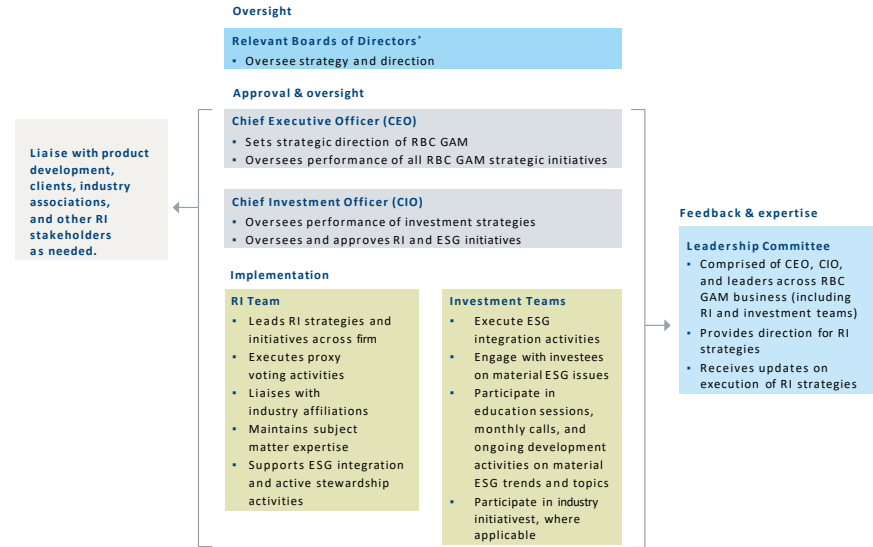 Oversight
Relevant Boards of Directors*
▪ Oversee strategy and direction
Approval & oversight
Chief Executive Officer (CEO)
▪ Sets strategic direction of RBC GAM
▪ Oversees performance of all RBC GAM strategic initiatives
Liaise with product
development,
clients, industry
associations,
and other RI
stakeholders
as needed.
Chief Investment Officer (CIO)
▪ Oversees performance of investment strategies
▪ Oversees and approves RI and ESG initiatives
Implementation
RI Team
▪ Leads RI strategies and
initiatives across firm
▪ Executes proxy
voting activities
▪ Liaises with
industry affiliations
▪ Maintains subject
matter expertise
▪ Supports ESG integration
and active stewardship
activities
Investment Teams
▪ Execute ESG
integration activities
▪ Engage with investees
on material ESG issues
▪ Participate in
education sessions,
monthly calls, and
ongoing development
activities on material
ESG trends and topics
▪ Participate in industry
initiativest, where
applicable
Feedback & expertise
Leadership Committee
▪ Comprised of CEO, CIO,
and leaders across RBC
GAM business (including
RI and investment teams)
▪ Provides direction for RI
strategies
▪ Receives updates on
execution of RI strategies